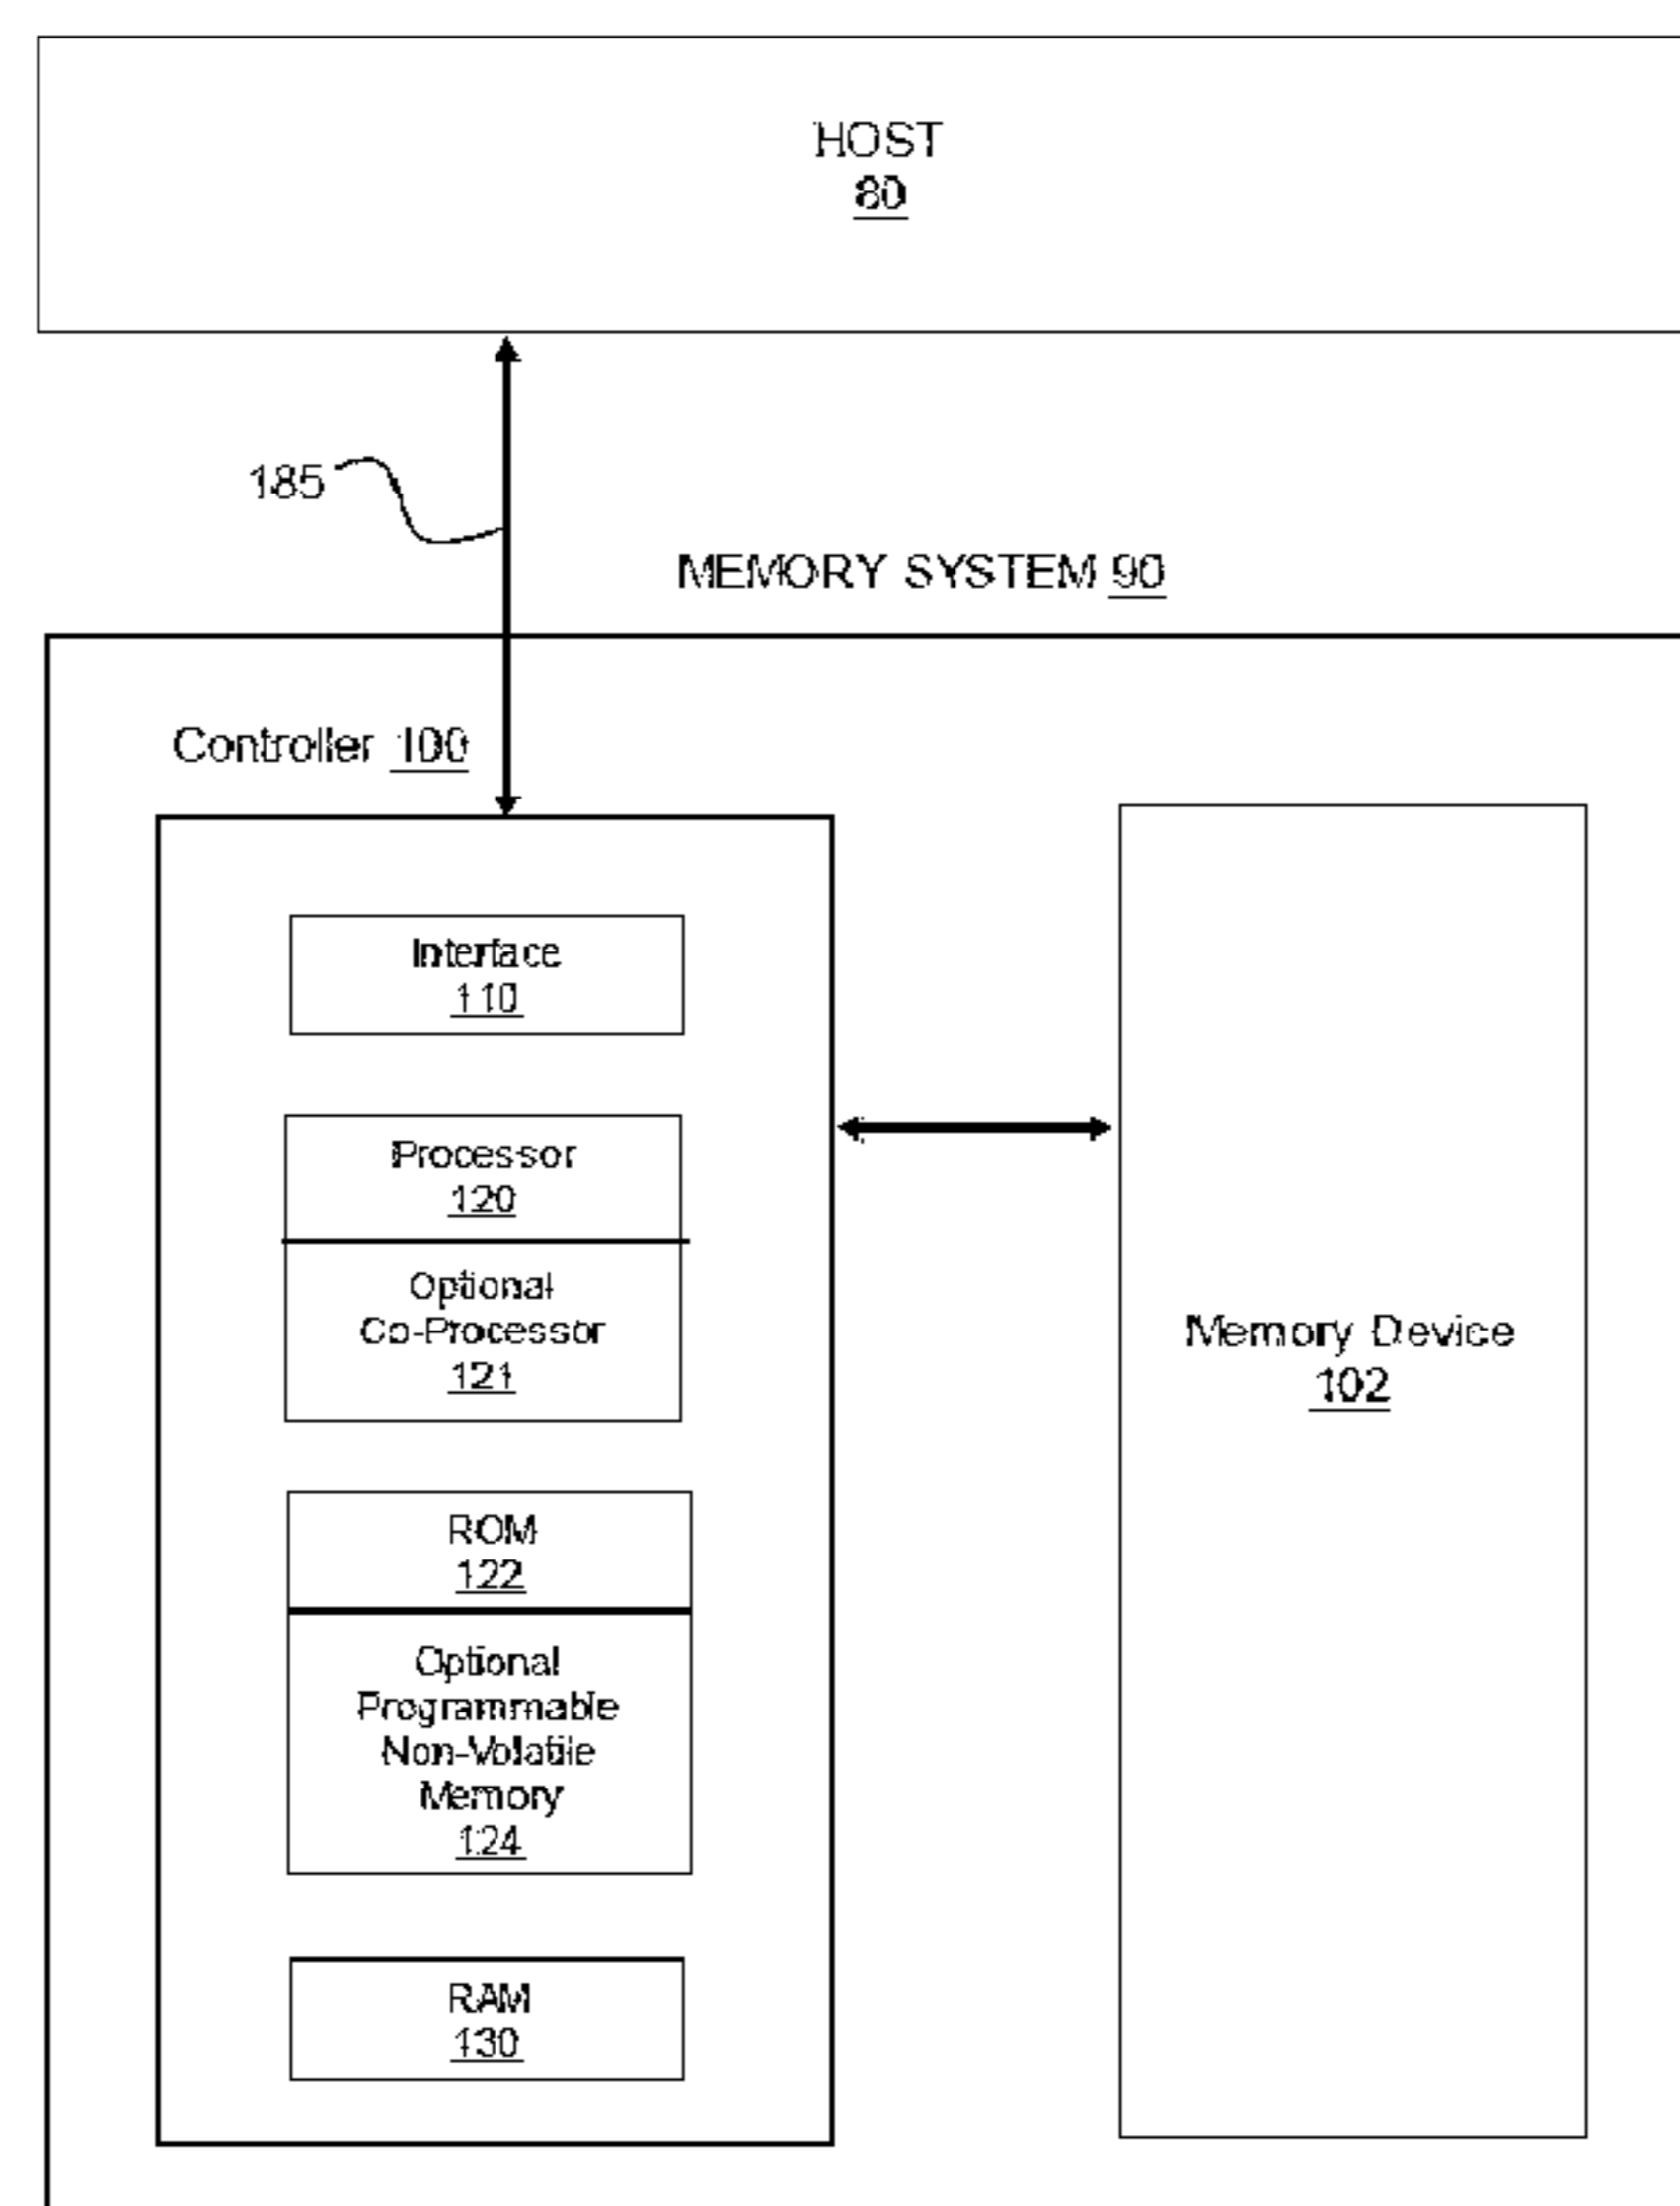 HOST
80
185
MEMORY SYSTEM 90
Controller 100
Interface
110
Processor
120
Optional
Co-Processor
121
ROM
122
Optional
Programmable
Non-Volatile
Memory
124
RAM
130
Memory Device
102